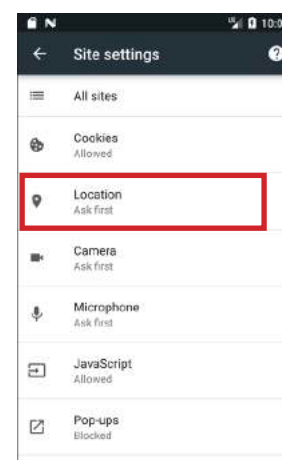 10:0
Site settings
All sites
Cookies
Allowed
Location
Ask first
Camera
Ask first
Microphone
Ask first
JavaScript
Allowed
Pop-ups
Blocked